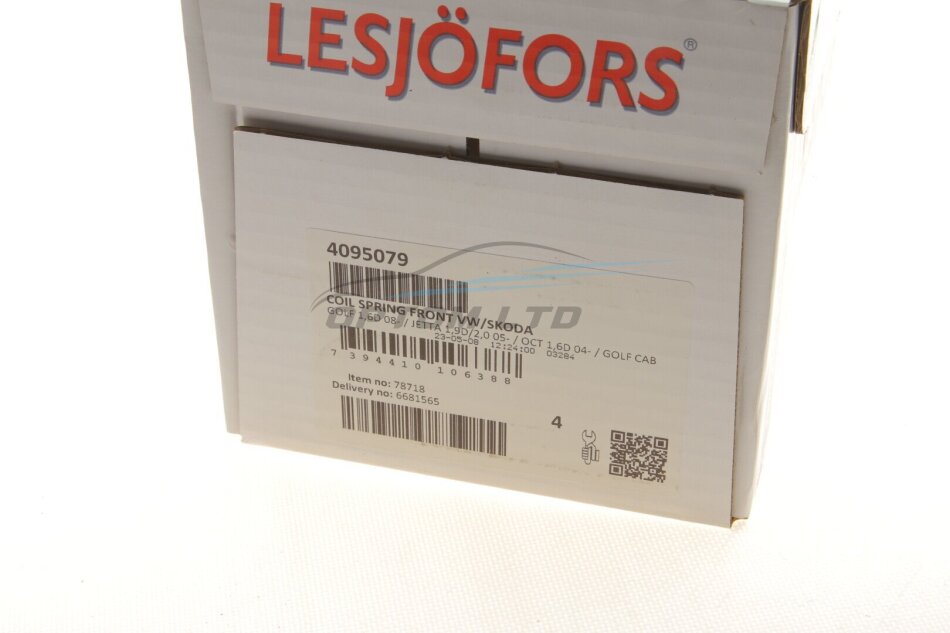 LESJÖFORS®
4095079
COIL SPRING FRONT VW/SKODA
GOLF 1,6D 08- / JETTA 1,9D/2,0 05- / OCT 1,6D 04- / GOLF CAB
23-05-08 12:24:00 03284
7 394410 106388
Item no: 78718
Delivery no: 6681565
4
OPTOM LTD